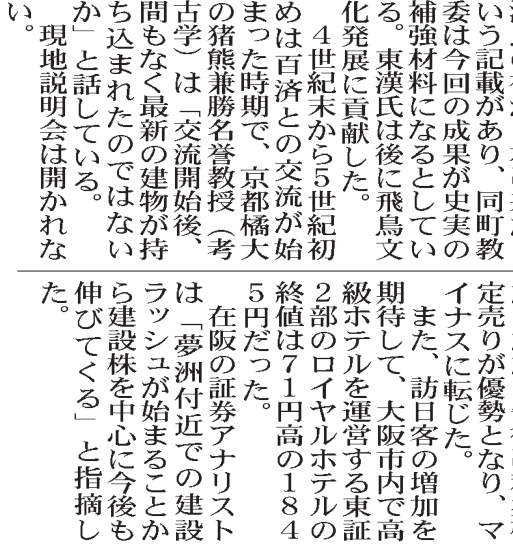 いう記載があり、同町教
委は今回の成果が史実の
補強材料になるとしてい
る。東漢氏は後に飛鳥文
化発展に貢献した。
４世紀末から５世紀初
めは百済との交流が始
まった時期で、京都橘大
の猪熊兼勝名誉教授（考
古学）は「交流開始後、
間もなく最新の建物が持
ち込まれたのではない
か」と話している。
現地説明会は開かれな
い。
定売りが優勢となり、マ
イナスに転じた。
また、訪日客の増加を
期待して、大阪市内で高
級ホテルを運営する東証
２部のロイヤルホテルの
終値は７１円高の１８４
５円だった。
在阪の証券アナリスト
は「夢洲付近での建設
ラッシュが始まることか
ら建設株を中心に今後も
伸びてくる」と指摘し
た。